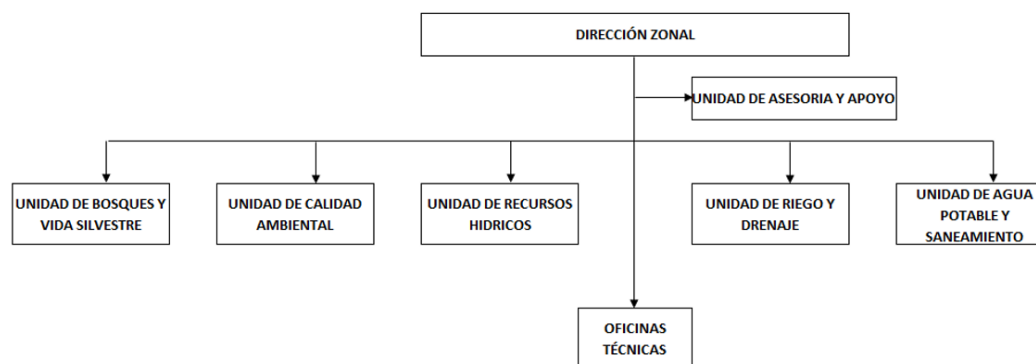 DIRECCIÓN ZONAL
UNIDAD DE ASESORIA Y APOYO
UNIDAD DE BOSQUES Y
VIDA SILVESTRE
UNIDAD DE CALIDAD
AMBIENTAL
UNIDAD DE RECURSOS
HIDRICOS
UNIDAD DE RIEGO Y
DRENAJE
UNIDAD DE AGUA
POTABLE Y
SANEAMIENTO
OFICINAS
TÉCNICAS